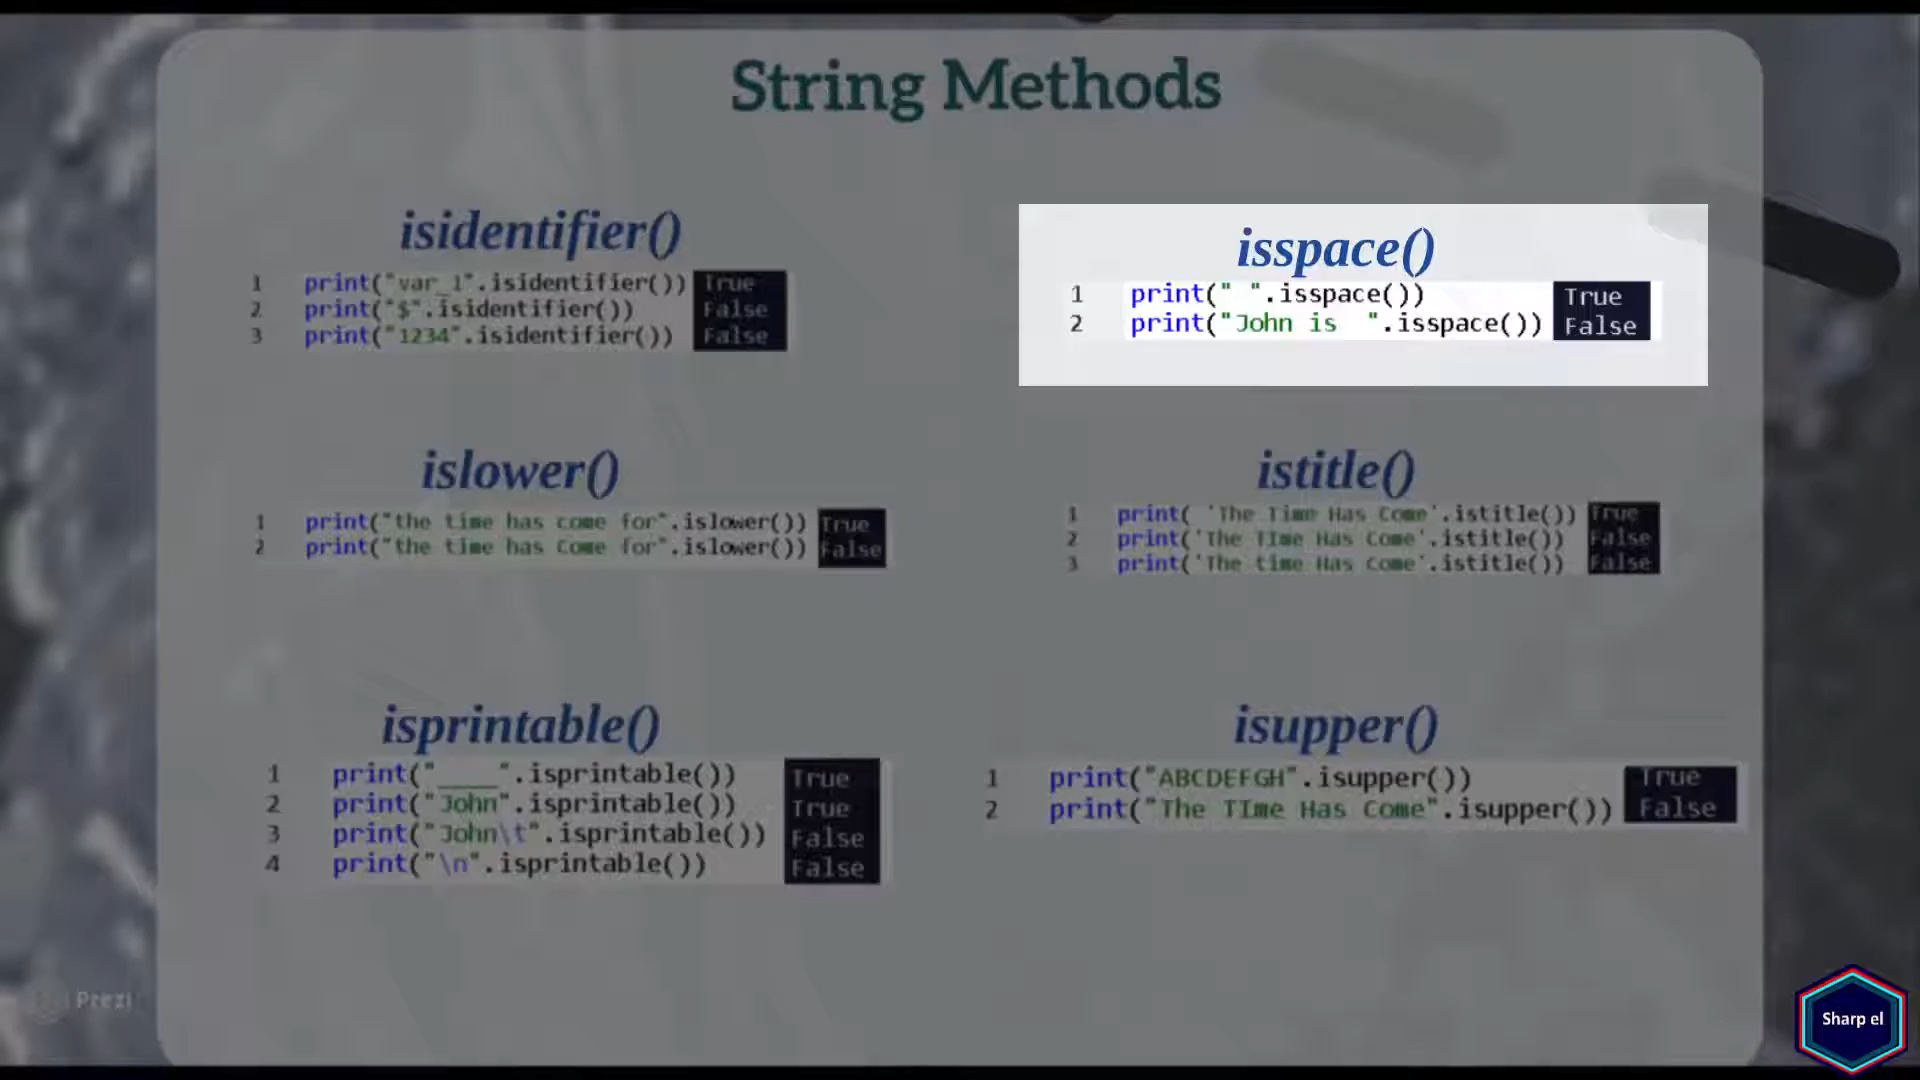 String Methods
isidentifier()
1 print("var_1".isidentifier()) True
2 print("$".isidentifier()) False
3 print("1234".isidentifier()) False
isspace()
1 print(" ".isspace()) True
2 print("John is  ".isspace()) False
islower()
1 print("the time has come for".islower()) True
2 print("the time has Come for".islower()) False
istitle()
1 print( 'The Time Has Come'.istitle()) True
2 print('The TIme Has Come'.istitle()) False
3 print('The time Has Come'.istitle()) False
isprintable()
1 print("____".isprintable()) True
2 print("John".isprintable()) True
3 print("John\t".isprintable()) False
4 print("\n".isprintable()) False
isupper()
1 print("ABCDEFGH".isupper()) True
2 print("The TIme Has Come".isupper()) False
Prezi
Sharp el